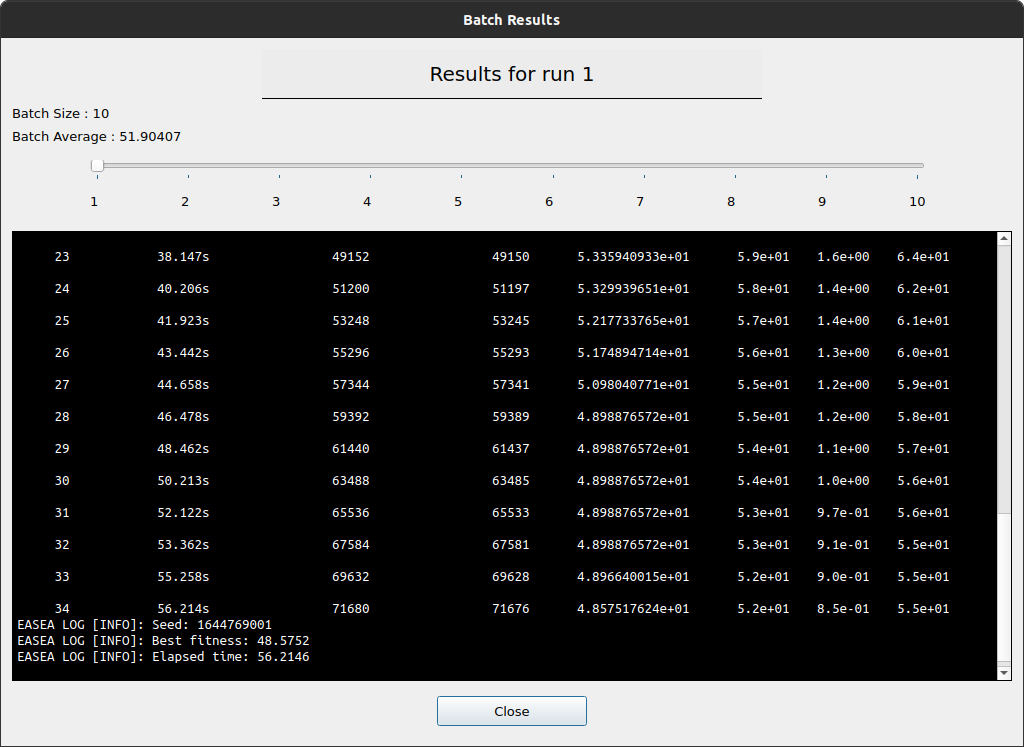 Batch Results
Results for run 1
Batch Size : 10
Batch Average : 51.90407
1 2 3 4 5 6 7 8 9 10
23 38.147s 49152 49150 5.335940933e+01 5.9e+01 1.6e+00 6.4e+01
24 40.206s 51200 51197 5.329939651e+01 5.8e+01 1.4e+00 6.2e+01
25 41.923s 53248 53245 5.217733765e+01 5.7e+01 1.4e+00 6.1e+01
26 43.442s 55296 55293 5.174894714e+01 5.6e+01 1.3e+00 6.0e+01
27 44.658s 57344 57341 5.098040771e+01 5.5e+01 1.2e+00 5.9e+01
28 46.478s 59392 59389 4.898876572e+01 5.5e+01 1.2e+00 5.8e+01
29 48.462s 61440 61437 4.898876572e+01 5.4e+01 1.1e+00 5.7e+01
30 50.213s 63488 63485 4.898876572e+01 5.4e+01 1.0e+00 5.6e+01
31 52.122s 65536 65533 4.898876572e+01 5.3e+01 9.7e-01 5.6e+01
32 53.362s 67584 67581 4.898876572e+01 5.3e+01 9.1e-01 5.5e+01
33 55.258s 69632 69628 4.896640015e+01 5.2e+01 9.0e-01 5.5e+01
34 56.214s 71680 71676 4.857517624e+01 5.2e+01 8.5e-01 5.5e+01
EASEA LOG [INFO]: Seed: 1644769001
EASEA LOG [INFO]: Best fitness: 48.5752
EASEA LOG [INFO]: Elapsed time: 56.2146
Close